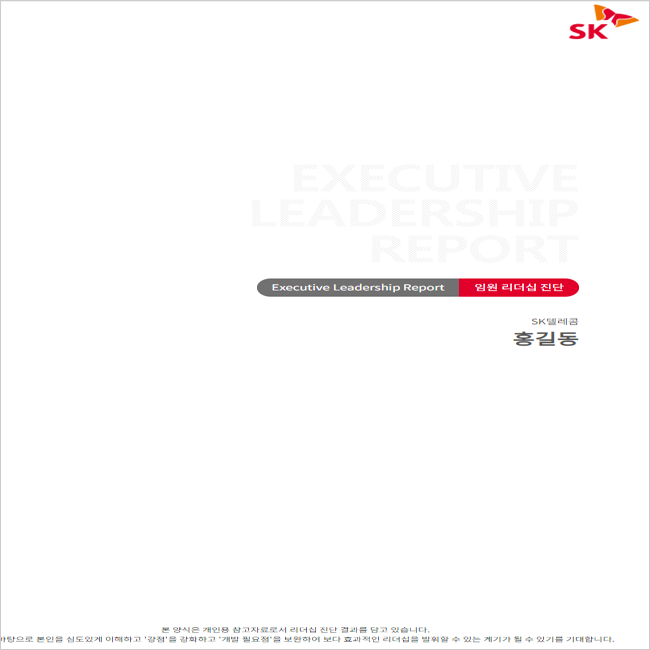 SK
EXECUTIVE
LEADERSHIP
REPORT
Executive Leadership Report 임원 리더십 진단
SK텔레콤
홍길동
본 양식은 개인용 참고자료로서 리더십 진단 결과를 담고 있습니다.
바탕으로 본인을 심도있게 이해하고 '강점'을 강화하고 '개발 필요점'을 보완하여 보다 효과적인 리더십을 발휘할 수 있는 계기가 될 수 있기를 기대합니다.